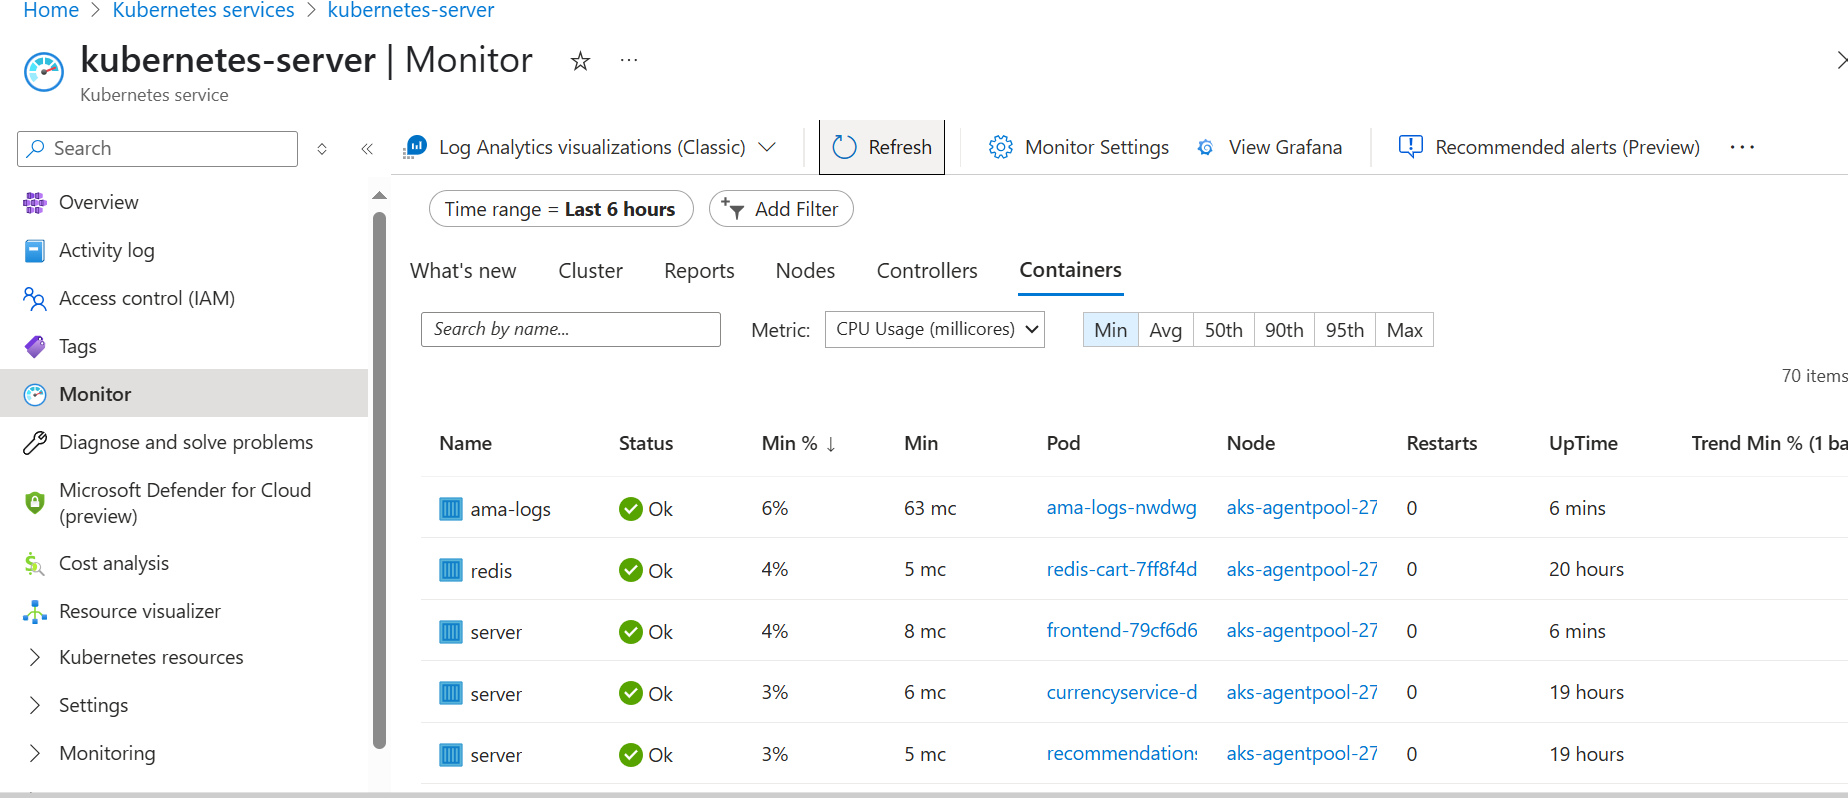 Home > Kubernetes services > kubernetes-server
kubernetes-server | Monitor
Kubernetes service
Search
Log Analytics visualizations (Classic)
Refresh
Monitor Settings
View Grafana
Recommended alerts (Preview)
Overview
Activity log
Access control (IAM)
Tags
Monitor
Diagnose and solve problems
Microsoft Defender for Cloud
(preview)
Cost analysis
Resource visualizer
Kubernetes resources
Settings
Monitoring
Time range = Last 6 hours
Add Filter
What's new Cluster Reports Nodes Controllers Containers
Search by name...
Metric: CPU Usage (millicores)
Min Avg 50th 90th 95th Max
70 items
Name Status Min % ↓ Min Pod Node Restarts UpTime Trend Min % (1 ba
ama-logs Ok 6% 63 mc ama-logs-nwdwg aks-agentpool-27 0 6 mins
redis Ok 4% 5 mc redis-cart-7ff8f4d aks-agentpool-27 0 20 hours
server Ok 4% 8 mc frontend-79cf6d6 aks-agentpool-27 0 6 mins
server Ok 3% 6 mc currencyservice-d aks-agentpool-27 0 19 hours
server Ok 3% 5 mc recommendations aks-agentpool-27 0 19 hours